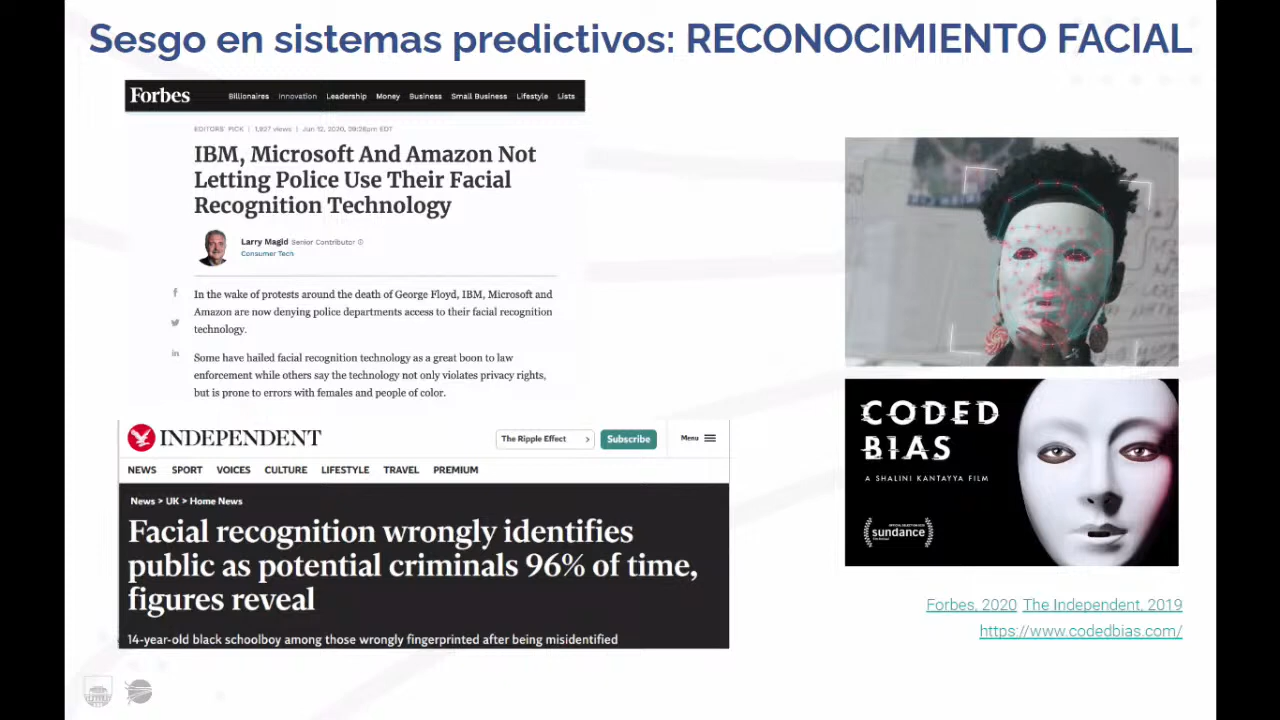 Sesgo en sistemas predictivos: RECONOCIMIENTO FACIAL
Forbes
Billionaires Innovation Leadership Money Business Small Business Lifestyle Lists
EDITORS' PICK | 1,927 views | Jun 12, 2020, 09:26pm EDT
IBM, Microsoft And Amazon Not
Letting Police Use Their Facial
Recognition Technology
Larry Magid Senior Contributor
Consumer Tech
In the wake of protests around the death of George Floyd, IBM, Microsoft and
Amazon are now denying police departments access to their facial recognition
technology.
Some have hailed facial recognition technology as a great boon to law
enforcement while others say the technology not only violates privacy rights,
but is prone to errors with females and people of color.
INDEPENDENT
The Ripple Effect >
Subscribe
Menu
NEWS SPORT VOICES CULTURE LIFESTYLE TRAVEL PREMIUM
News > UK > Home News
Facial recognition wrongly identifies
public as potential criminals 96% of time,
figures reveal
14-year-old black schoolboy among those wrongly fingerprinted after being misidentified
CODED
BIAS
A SHALINI KANTAYYA FILM
sundance
Forbes, 2020 The Independent, 2019
https://www.codedbias.com/